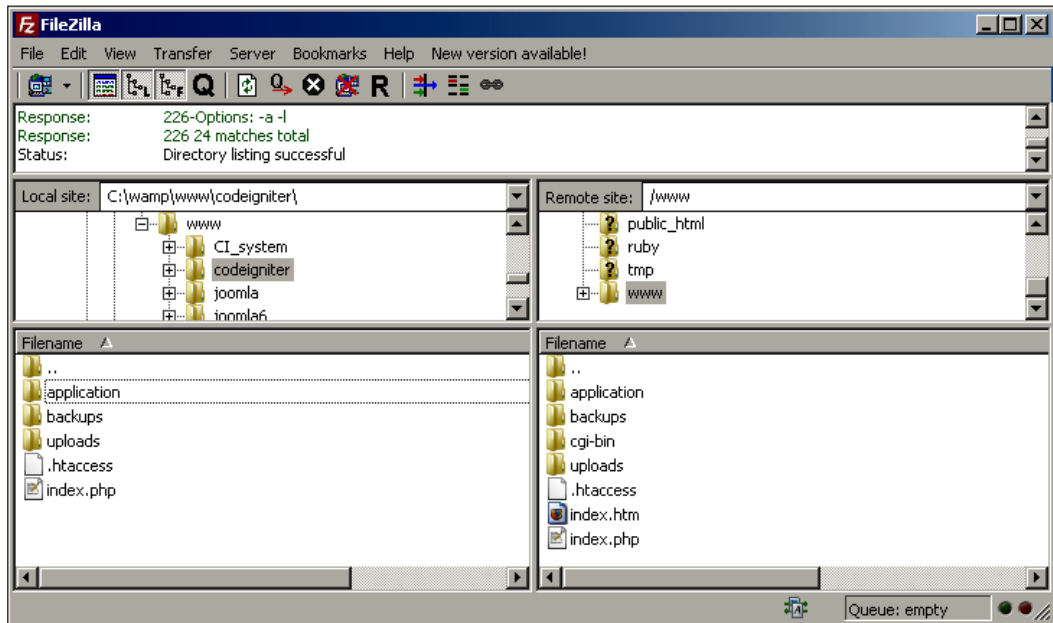 FileZilla
File Edit View Transfer Server Bookmarks Help New version available!
Response: 226-Options: -a -l
Response: 226 24 matches total
Status: Directory listing successful
Local site: C:\wamp\www\codeigniter\
www
CI_system
codeigniter
joomla
joomla6
Remote site: /www
public_html
ruby
tmp
www
Filename
..
application
backups
uploads
.htaccess
index.php
Filename
..
application
backups
cgi-bin
uploads
.htaccess
index.htm
index.php
Queue: empty